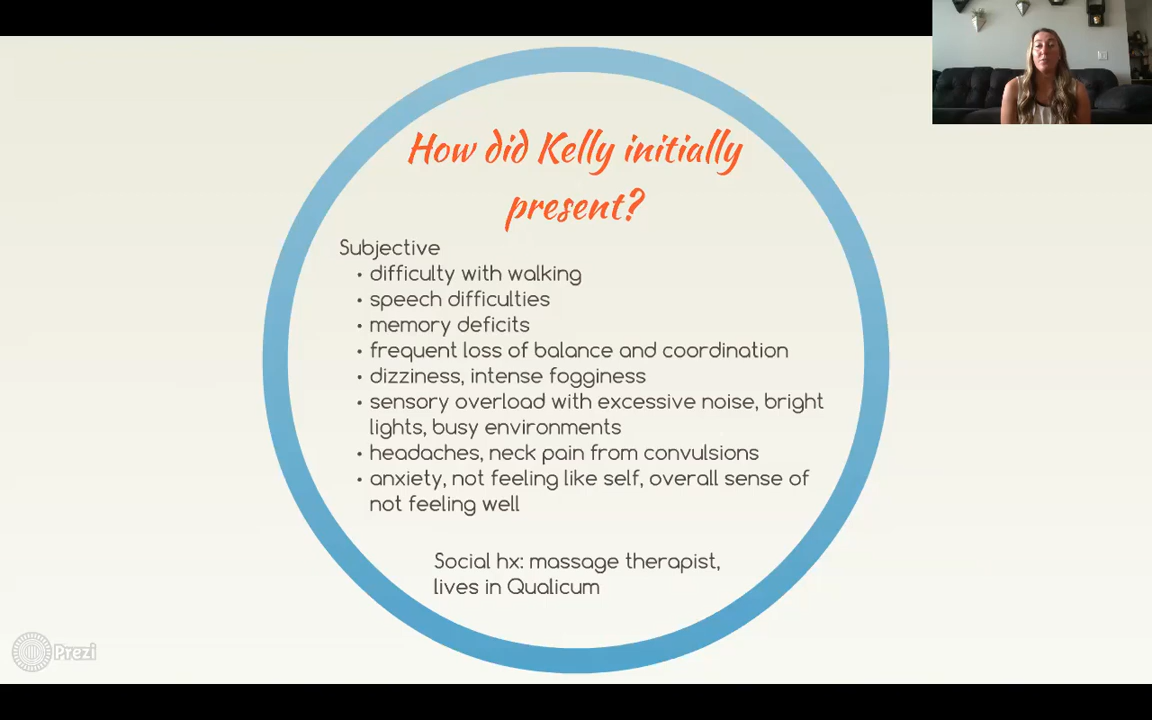 How did Kelly initially
present?
Subjective
• difficulty with walking
• speech difficulties
• memory deficits
• frequent loss of balance and coordination
• dizziness, intense fogginess
• sensory overload with excessive noise, bright
lights, busy environments
• headaches, neck pain from convulsions
• anxiety, not feeling like self, overall sense of
not feeling well
Social hx: massage therapist,
lives in Qualicum
Prezi